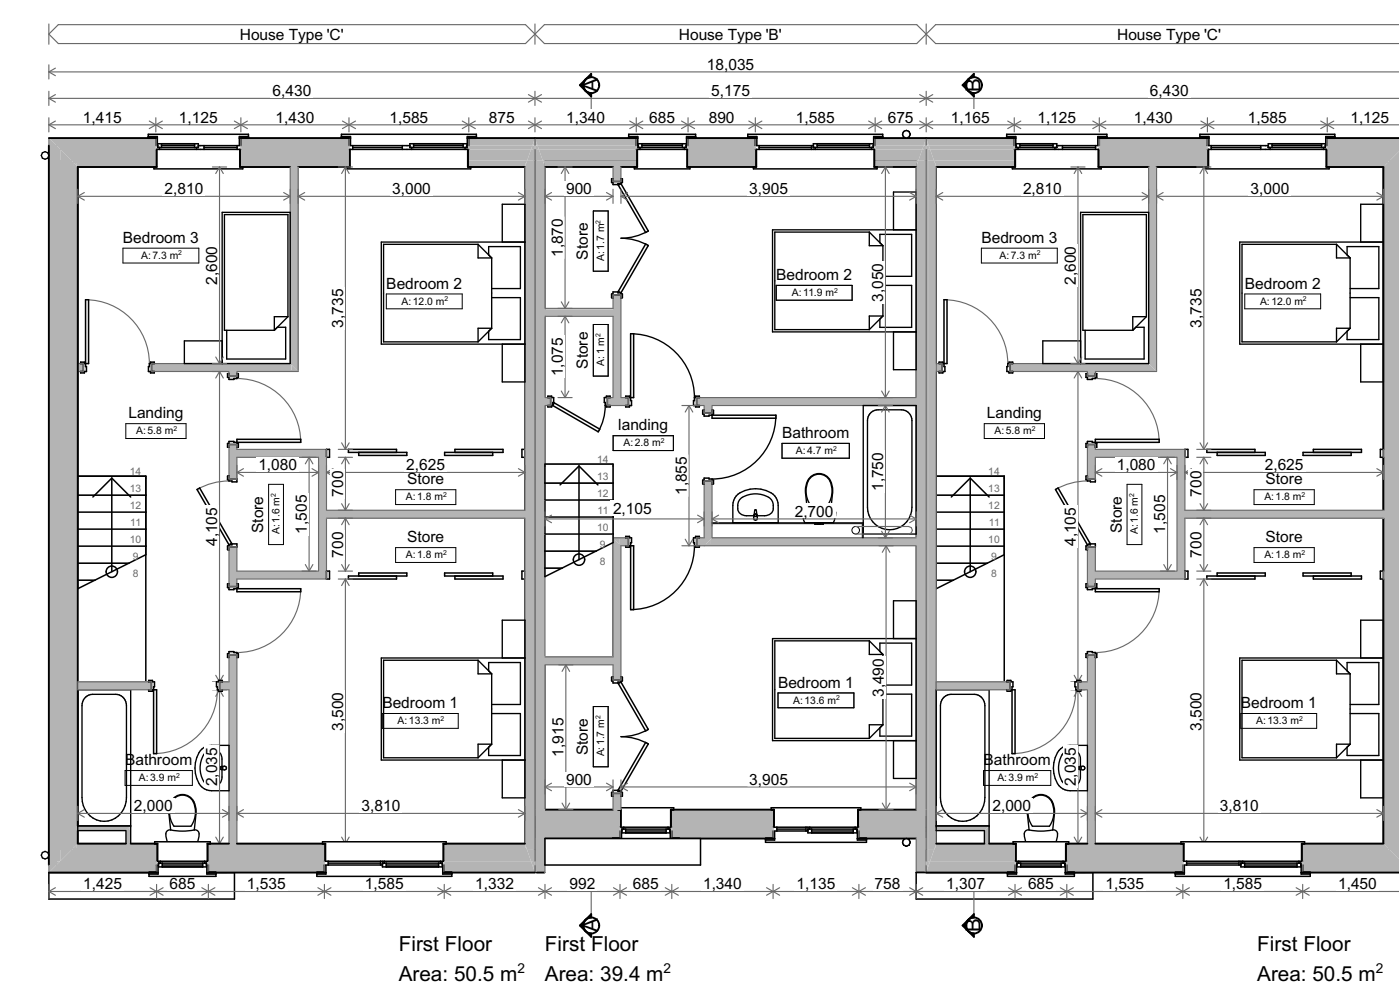 House Type 'C' House Type 'B' House Type 'C'
18,035
A B
6,430 5,175 6,430
1,415 1,125 1,430 1,585 875 1,340 685 890 1,585 675 1,165 1,125 1,430 1,585 1,125
2,810 3,000 900 3,905 2,810 3,000
Bedroom 3
A: 7.3 m²
2,600
Bedroom 2
A: 12.0 m²
3,735
Landing
A: 5.8 m²
14
13
12
11
10
9
8
4,105
1,080
Store
A: 1.6 m²
1,505
2,625
700
Store
A: 1.8 m²
700
Store
A: 1.8 m²
Bedroom 1
A: 13.3 m²
3,500
Bathroom
A: 3.9 m²
2,035
2,000
3,810
1,870
Store
A: 1.7 m²
Bedroom 2
A: 11.9 m²
3,050
1,075
Store
A: 1 m²
landing
A: 2.8 m²
1,855
Bathroom
A: 4.7 m²
1,750
2,700
14
13
12
11
10
9
8
2,105
Bedroom 1
A: 13.6 m²
3,490
1,915
Store
A: 1.7 m²
900
3,905
Bedroom 3
A: 7.3 m²
2,600
Bedroom 2
A: 12.0 m²
3,735
Landing
A: 5.8 m²
14
13
12
11
10
9
8
4,105
1,080
Store
A: 1.6 m²
1,505
2,625
700
Store
A: 1.8 m²
700
Store
A: 1.8 m²
Bedroom 1
A: 13.3 m²
3,500
Bathroom
A: 3.9 m²
2,035
2,000
3,810
1,425 685 1,535 1,585 1,332 992 685 1,340 1,135 758 1,307 685 1,535 1,585 1,450
A B
First Floor First Floor First Floor
Area: 50.5 m² Area: 39.4 m² Area: 50.5 m²